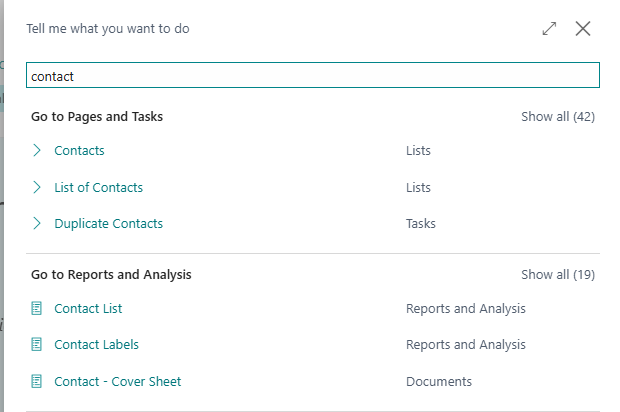 Tell me what you want to do
contact
Go to Pages and Tasks Show all (42)
Contacts Lists
List of Contacts Lists
Duplicate Contacts Tasks
Go to Reports and Analysis Show all (19)
Contact List Reports and Analysis
Contact Labels Reports and Analysis
Contact - Cover Sheet Documents